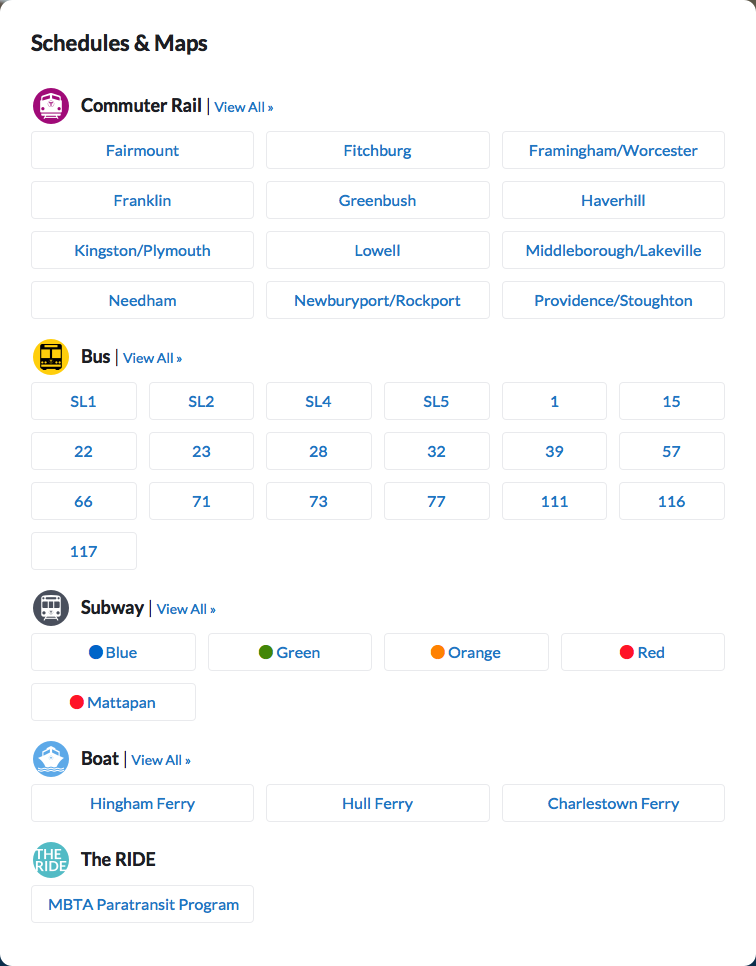 Schedules & Maps
Commuter Rail | View All »
Fairmount Fitchburg Framingham/Worcester
Franklin Greenbush Haverhill
Kingston/Plymouth Lowell Middleborough/Lakeville
Needham Newburyport/Rockport Providence/Stoughton
Bus | View All »
SL1 SL2 SL4 SL5 1 15
22 23 28 32 39 57
66 71 73 77 111 116
117
Subway | View All »
Blue Green Orange Red
Mattapan
Boat | View All »
Hingham Ferry Hull Ferry Charlestown Ferry
THE
RIDE
The RIDE
MBTA Paratransit Program